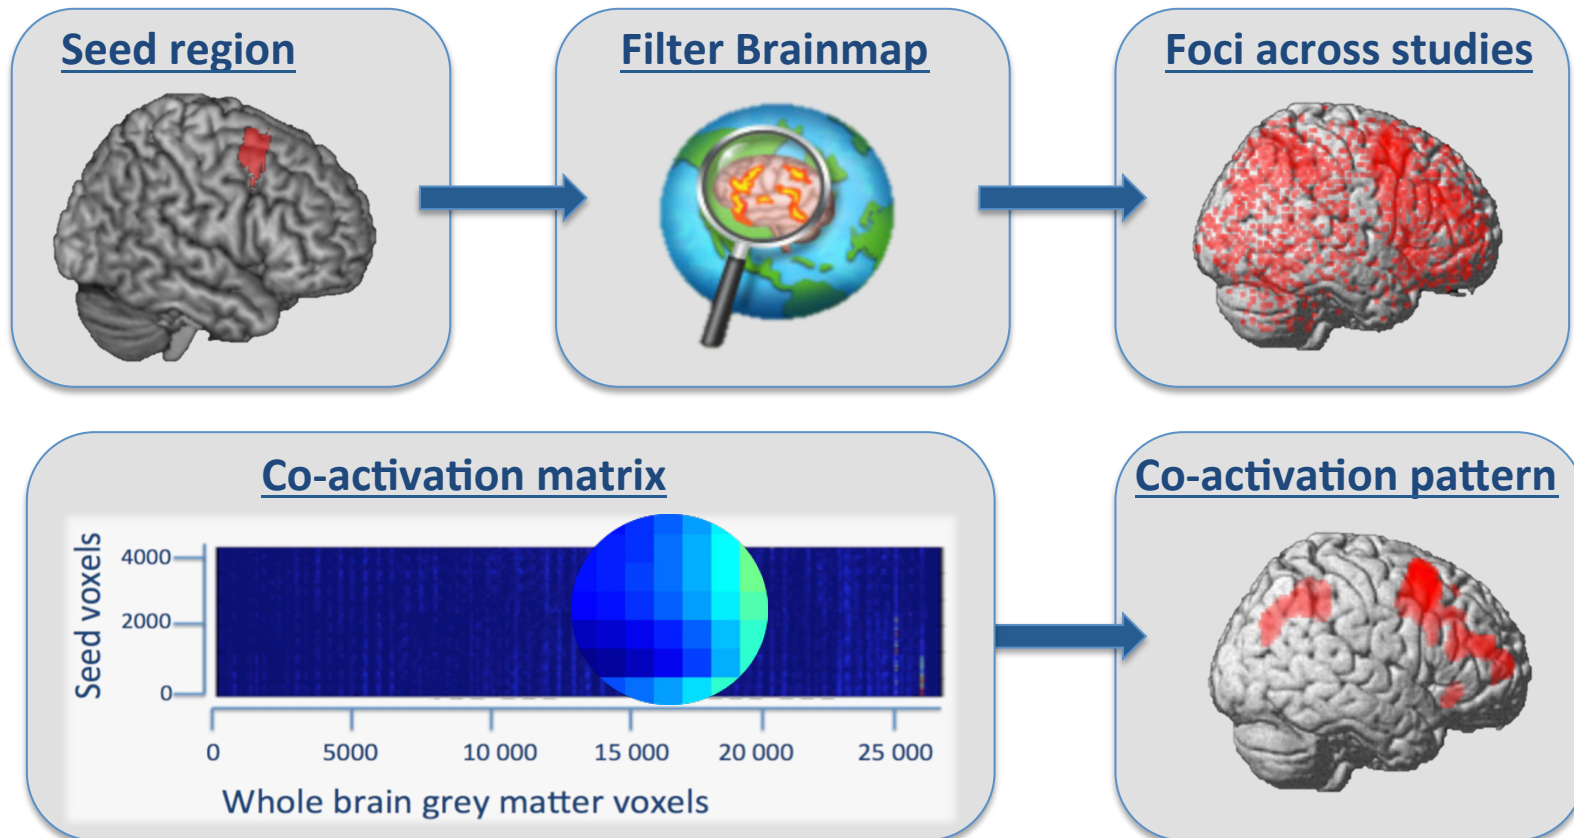 Seed region
Filter Brainmap
Foci across studies
Co-activation matrix
Seed voxels
4000
2000
0
0
5000
10 000
15 000
20 000
25 000
Whole brain grey matter voxels
Co-activation pattern